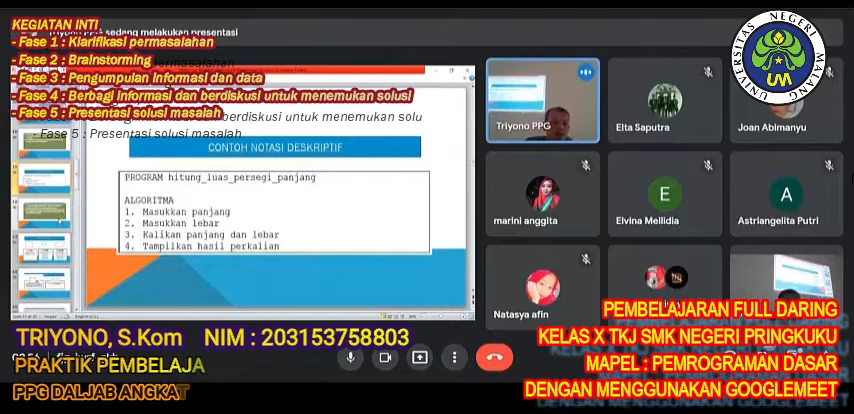 KEGIATAN INTI
- Fase 1 : Klarifikasi permasalahan
- Fase 2 : Brainstorming
- Fase 3 : Pengumpulan informasi dan data
- Fase 4 : Berbagi informasi dan berdiskusi untuk menemukan solusi
- Fase 5 : Presentasi solusi masalah
sedang melakukan presentasi
berdiskusi untuk menemukan solu
- Fase 5 : Presentasi solusi masalah
UNIVERSITAS NEGERI MALANG
UM
CONTOH NOTASI DESKRIPTIF
PROGRAM hitung_luas_persegi_panjang
ALGORITMA
1. Masukkan panjang
2. Masukkan lebar
3. Kalikan panjang dan lebar
4. Tampilkan hasil perkalian
Triyono PPG
Elta Saputra
Joan Abimanyu
marini anggita
E
Elvina Meilidia
A
Astriangelita Putri
Natasya afin
TRIYONO, S.Kom NIM : 203153758803
PRAKTIK PEMBELAJA
PPG DALJAB ANGKAT
PEMBELAJARAN FULL DARING
KELAS X TKJ SMK NEGERI PRINGKUKU
MAPEL : PEMROGRAMAN DASAR
DENGAN MENGGUNAKAN GOOGLEMEET